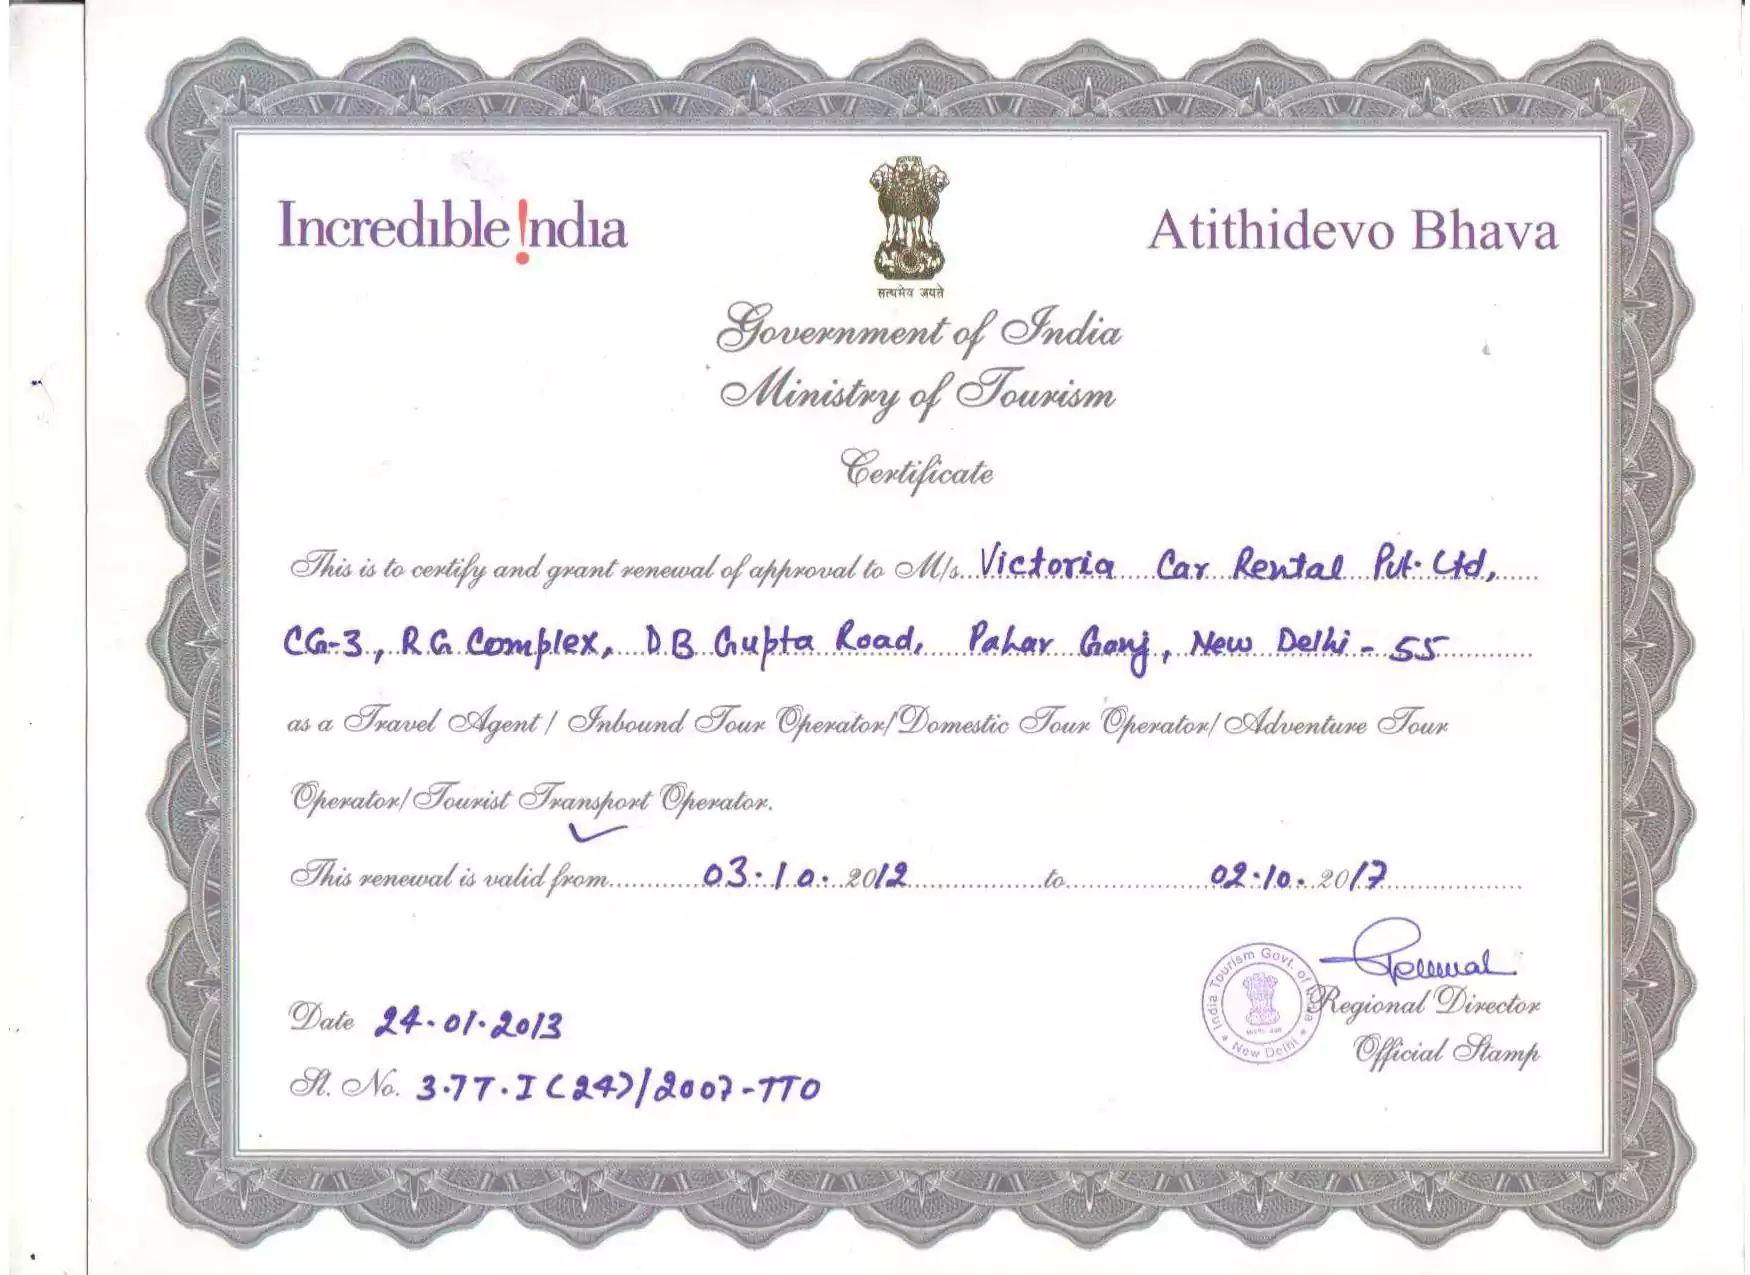 Incredible !ndia
Atithidevo Bhava
सत्यमेव जयते
Government of India
Ministry of Tourism
Certificate
This is to certify and grant renewal of approval to M/s. Victoria Car Rental Pvt. Ltd,
CG-3, RG Complex, DB Gupta Road, Pahar Ganj, New Delhi - 55
as a Travel Agent / Inbound Tour Operator/Domestic Tour Operator/ Adventure Tour
Operator/ Tourist Transport Operator.
This renewal is valid from 03.10.2012 to 02.10.2017
India Tourism Govt. of India
New Delhi
Regional Director
Date 24.01.2013
Official Stamp
Sl. No. 3.TT.I(24)/2007-TTO